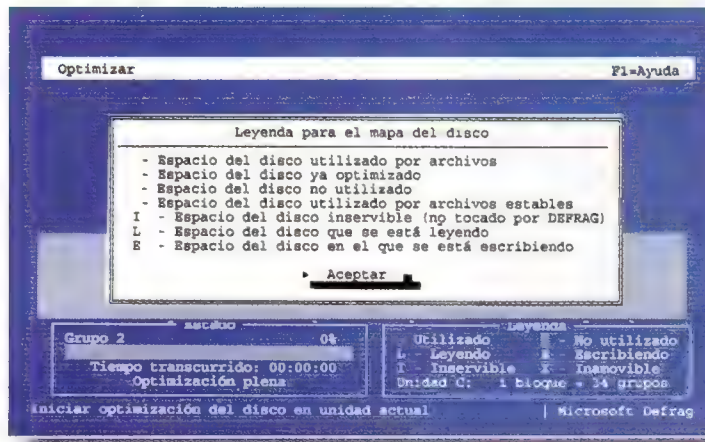 Optimizar F1=Ayuda
Leyenda para el mapa del disco
- Espacio del disco utilizado por archivos
- Espacio del disco ya optimizado
- Espacio del disco no utilizado
- Espacio del disco utilizado por archivos estables
I - Espacio del disco inservible (no tocado por DEFRAG)
L - Espacio del disco que se está leyendo
E - Espacio del disco en el que se está escribiendo
Aceptar
Estado
Grupo 2 0%
Tiempo transcurrido: 00:00:00
Optimización plena
Leyenda
Utilizado - No utilizado
L - Leyendo - Escribiendo
I - Inservible X - Inamovible
Unidad C: 1 bloque = 34 grupos
Iniciar optimización del disco en unidad actual | Microsoft Defrag